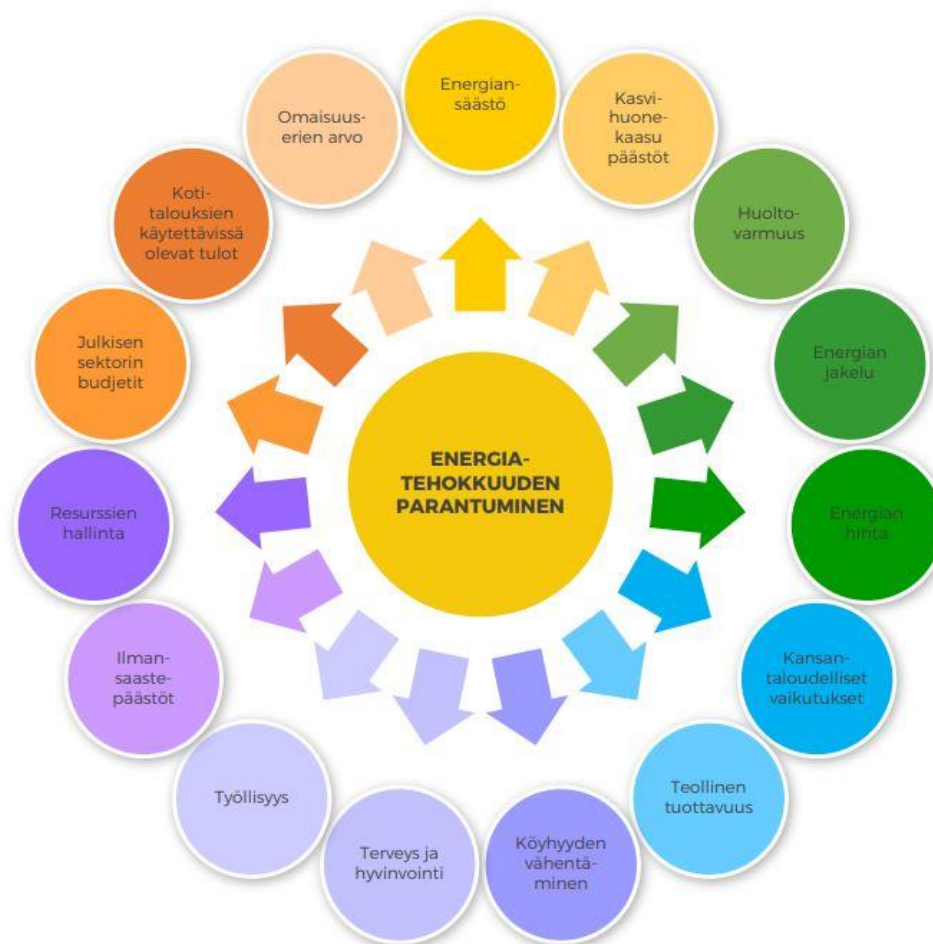 Energian-
säästö
Kasvi-
huone-
kaasu
päästöt
Huolto-
varmuus
Energian
jakelu
Energian
hinta
Kansan-
taloudelliset
vaikutukset
Teollinen
tuottavuus
Köyhyyden
vähentä-
minen
Terveys ja
hyvinvointi
Työllisyys
Ilman-
saaste-
päästöt
Resurssien
hallinta
Julkisen
sektorin
budjetit
Koti-
talouksien
käytettävissä
olevat tulot
Omaisuus-
erien arvo
ENERGIA-
TEHOKKUUDEN
PARANTUMINEN